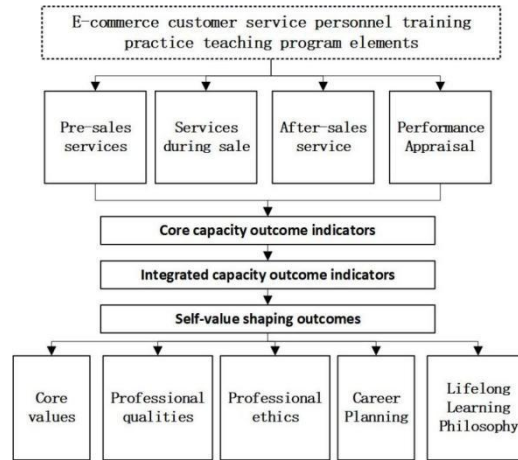 E-commerce customer service personnel training
practice teaching program elements
Pre-sales
services
Services
during sale
After-sales
service
Performance
Appraisal
Core capacity outcome indicators
Integrated capacity outcome indicators
Self-value shaping outcomes
Core
values
Professional
qualities
Professional
ethics
Career
Planning
Lifelong
Learning
Philosophy